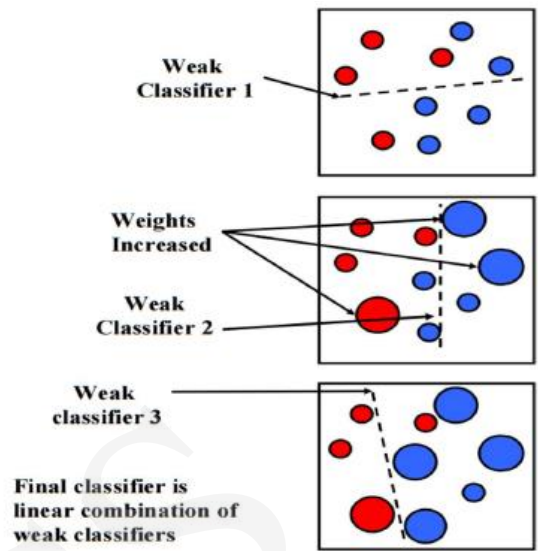 Weak
Classifier 1
Weights
Increased
Weak
Classifier 2
Weak
classifier 3
Final classifier is
linear combination of
weak classifiers